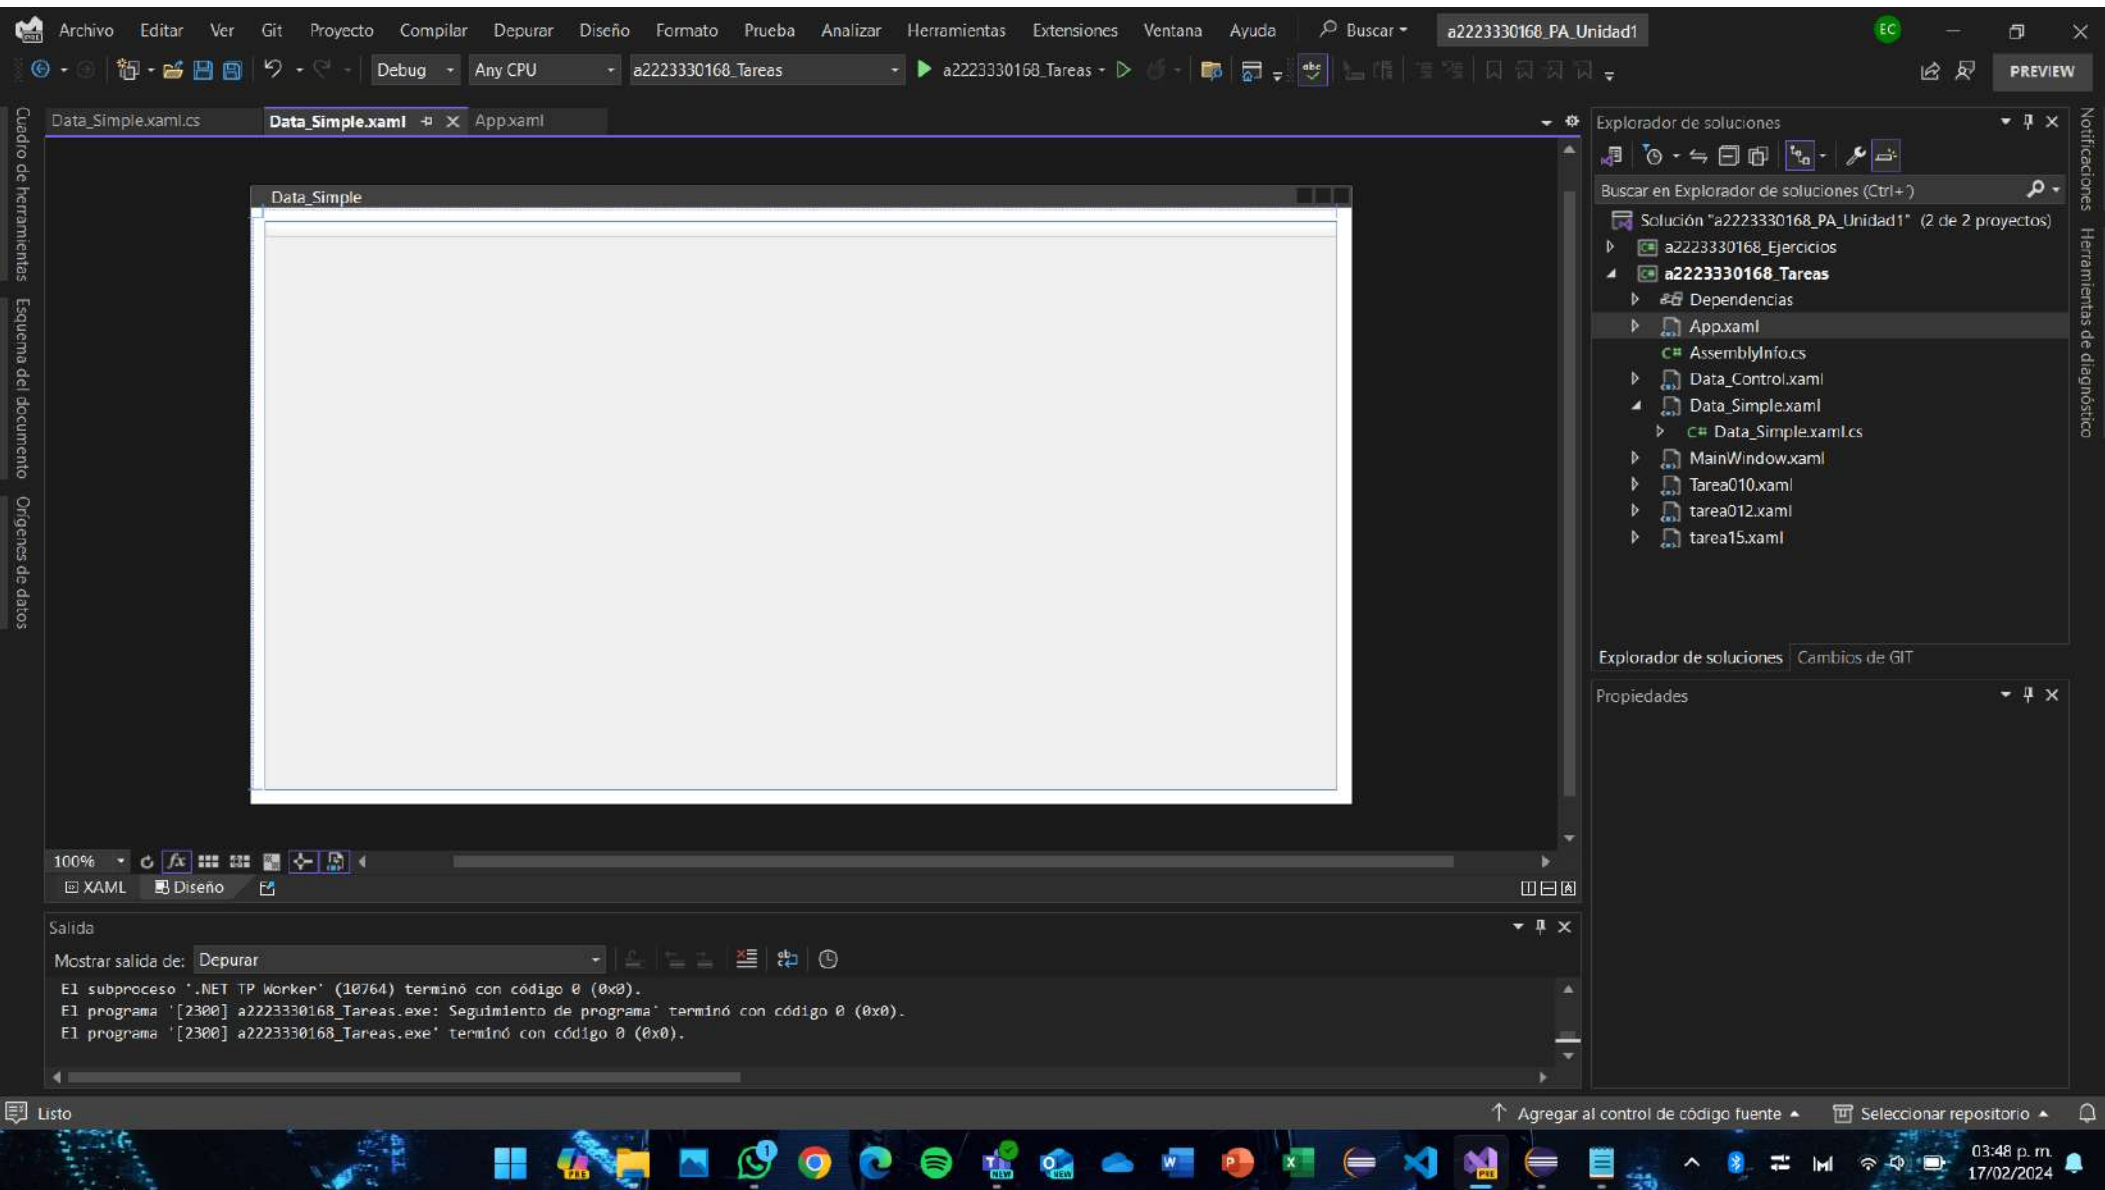 Archivo Editar Ver Git Proyecto Compilar Depurar Diseño Formato Prueba Analizar Herramientas Extensiones Ventana Ayuda Buscar a2223330168_PA_Unidad1 EC
Debug Any CPU a2223330168_Tareas a2223330168_Tareas PREVIEW
Cuadro de herramientas
Esquema del documento
Orígenes de datos
Data_Simple.xaml.cs Data_Simple.xaml App.xaml
Data_Simple
100% fx
XAML Diseño
Salida
Mostrar salida de: Depurar
El subproceso '.NET TP Worker' (10764) terminó con código 0 (0x0).
El programa '[2300] a2223330168_Tareas.exe: Seguimiento de programa' terminó con código 0 (0x0).
El programa '[2300] a2223330168_Tareas.exe' terminó con código 0 (0x0).
Explorador de soluciones
Buscar en Explorador de soluciones (Ctrl+')
Solución "a2223330168_PA_Unidad1" (2 de 2 proyectos)
a2223330168_Ejercicios
a2223330168_Tareas
Dependencias
App.xaml
C# AssemblyInfo.cs
Data_Control.xaml
Data_Simple.xaml
C# Data_Simple.xaml.cs
MainWindow.xaml
Tarea010.xaml
tarea012.xaml
tarea15.xaml
Explorador de soluciones Cambios de GIT
Propiedades
Notificaciones
Herramientas de diagnóstico
Listo Agregar al control de código fuente Seleccionar repositorio
03:48 p. m.
17/02/2024